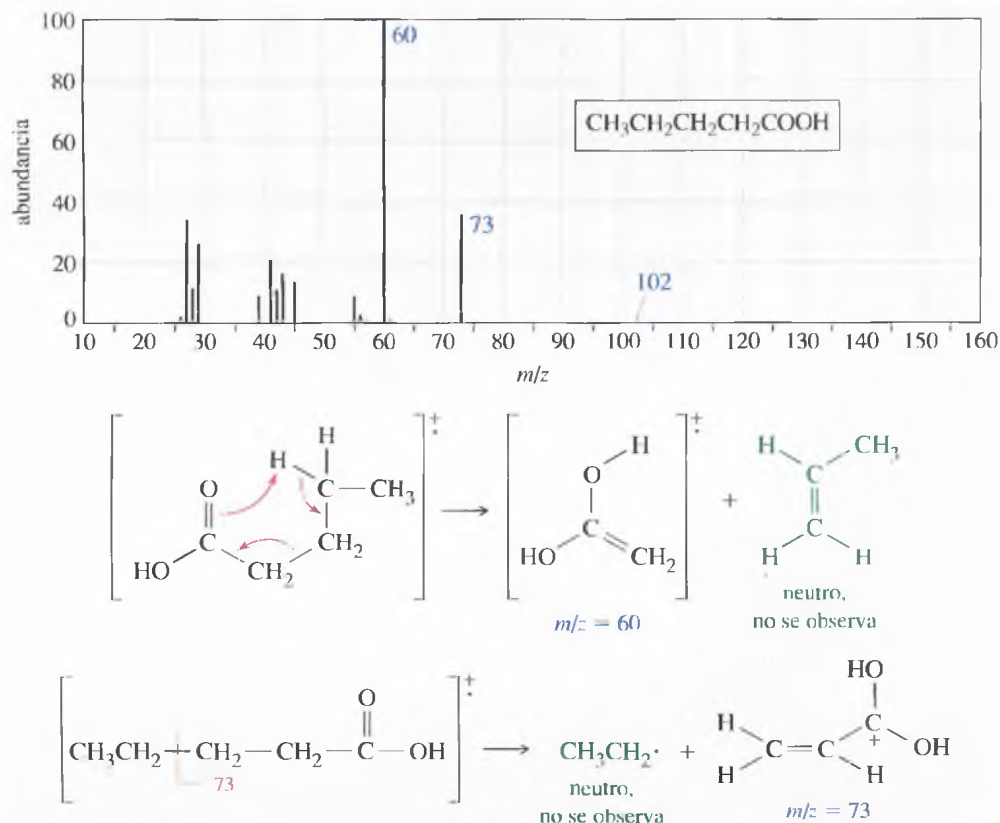 100
80
60
40
20
0
abundancia
60
73
102
CH₃CH₂CH₂CH₂COOH
10 20 30 40 50 60 70 80 90 100 110 120 130 140 150 160
m/z
O
HO
C
CH₂
CH₂
H
H
C—CH₃
+
·
H
O
HO
C
CH₂
+
·
m/z = 60
+
H
CH₃
C
C
H
H
neutro,
no se observa
O
CH₃CH₂—CH₂—CH₂—C—OH
73
+
·
CH₃CH₂·
neutro,
no se observa
+
HO
H
C
+
OH
C=C
H
H
m/z = 73